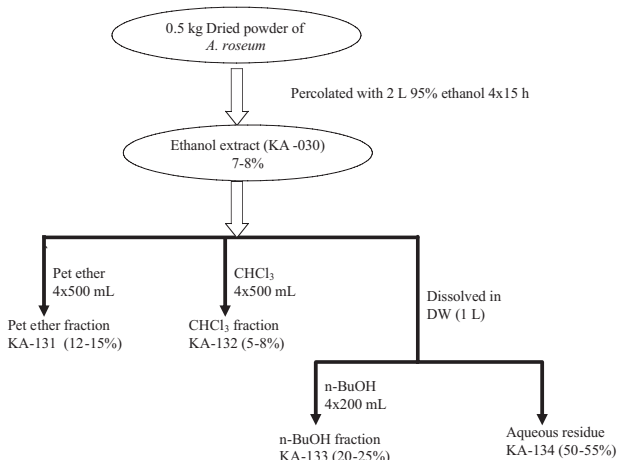 0.5 kg Dried powder of
A. roseum
Percolated with 2 L 95% ethanol 4x15 h
Ethanol extract (KA -030)
7-8%
Pet ether
4x500 mL
Pet ether fraction
KA-131 (12-15%)
CHCl₃
4x500 mL
CHCl₃ fraction
KA-132 (5-8%)
Dissolved in
DW (1 L)
n-BuOH
4x200 mL
n-BuOH fraction
KA-133 (20-25%)
Aqueous residue
KA-134 (50-55%)